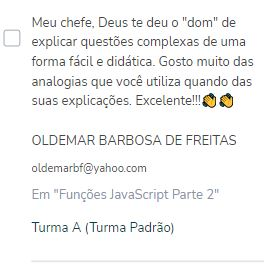 Meu chefe, Deus te deu o "dom" de
explicar questões complexas de uma
forma fácil e didática. Gosto muito das
analogias que você utiliza quando das
suas explicações. Excelente!!!👏👏
OLDEMAR BARBOSA DE FREITAS
oldemarbf@yahoo.com
Em "Funções JavaScript Parte 2"
Turma A (Turma Padrão)